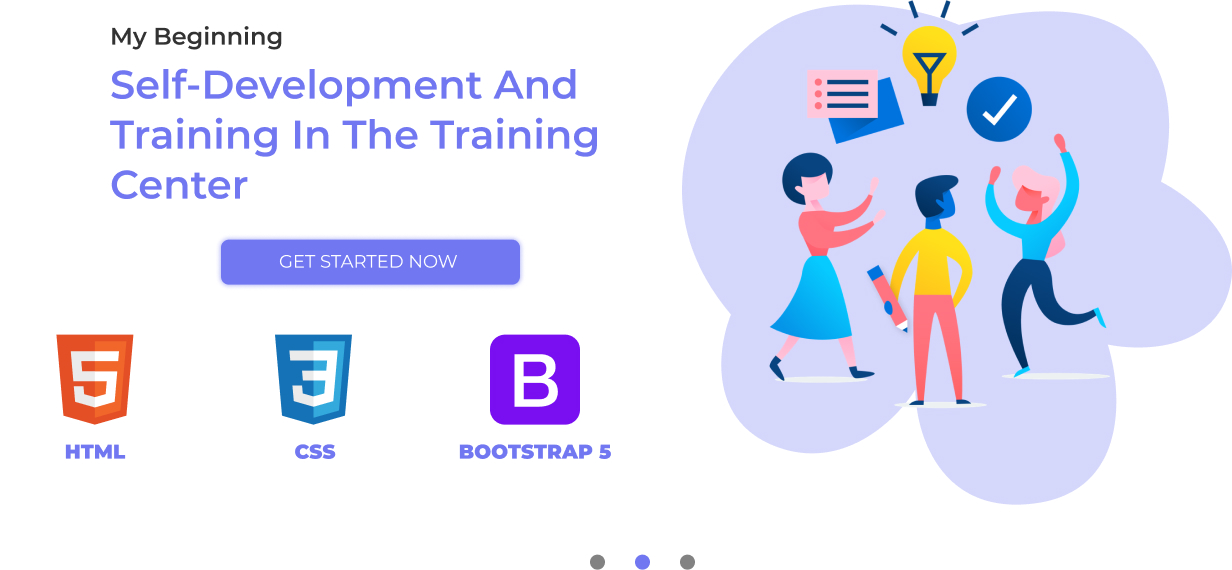 My Beginning
Self-Development And
Training In The Training
Center
GET STARTED NOW
5
3
B
HTML
CSS
BOOTSTRAP 5